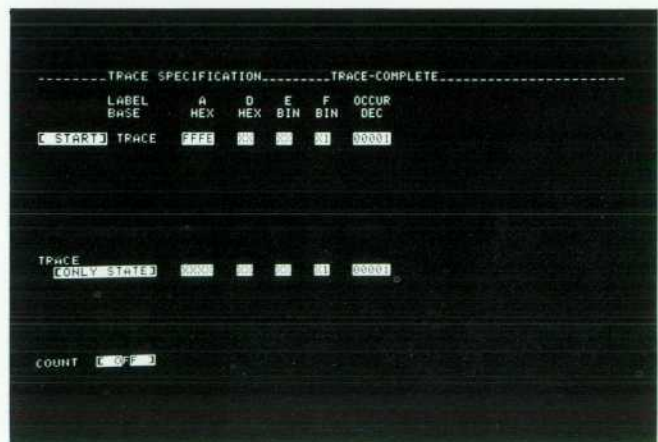 --------TRACE SPECIFICATION---------TRACE-COMPLETE-----------------------
LABEL A D E F OCCUR
BASE HEX HEX BIN BIN DEC
[ START] TRACE FFFE XX XX X1 00001
TRACE
[ONLY STATE] XXXX XX XX X1 00001
COUNT [ OFF ]